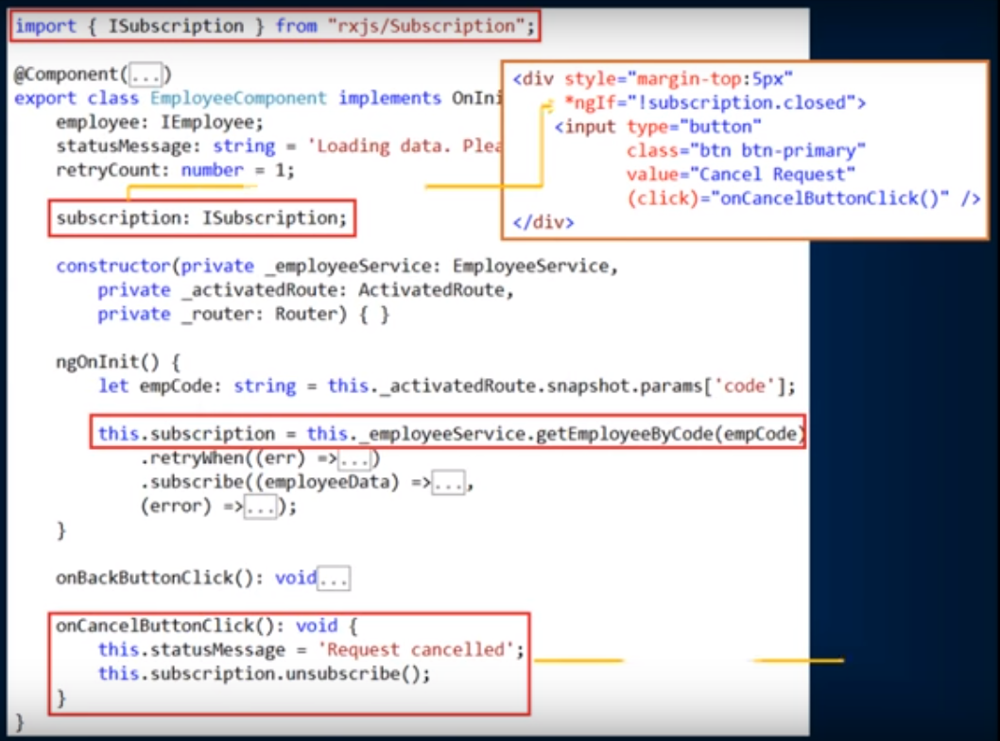 import { ISubscription } from "rxjs/Subscription";
@Component(...)
export class EmployeeComponent implements OnIni
employee: IEmployee;
statusMessage: string = 'Loading data. Plea
retryCount: number = 1;
subscription: ISubscription;
constructor(private _employeeService: EmployeeService,
private _activatedRoute: ActivatedRoute,
private _router: Router) { }
ngOnInit() {
let empCode: string = this._activatedRoute.snapshot.params['code'];
this.subscription = this._employeeService.getEmployeeByCode(empCode)
.retryWhen((err) =>...)
.subscribe((employeeData) =>...,
(error) =>...);
}
onBackButtonClick(): void...
onCancelButtonClick(): void {
this.statusMessage = 'Request cancelled';
this.subscription.unsubscribe();
}
}
<div style="margin-top:5px"
*ngIf="!subscription.closed">
<input type="button"
class="btn btn-primary"
value="Cancel Request"
(click)="onCancelButtonClick()" />
</div>